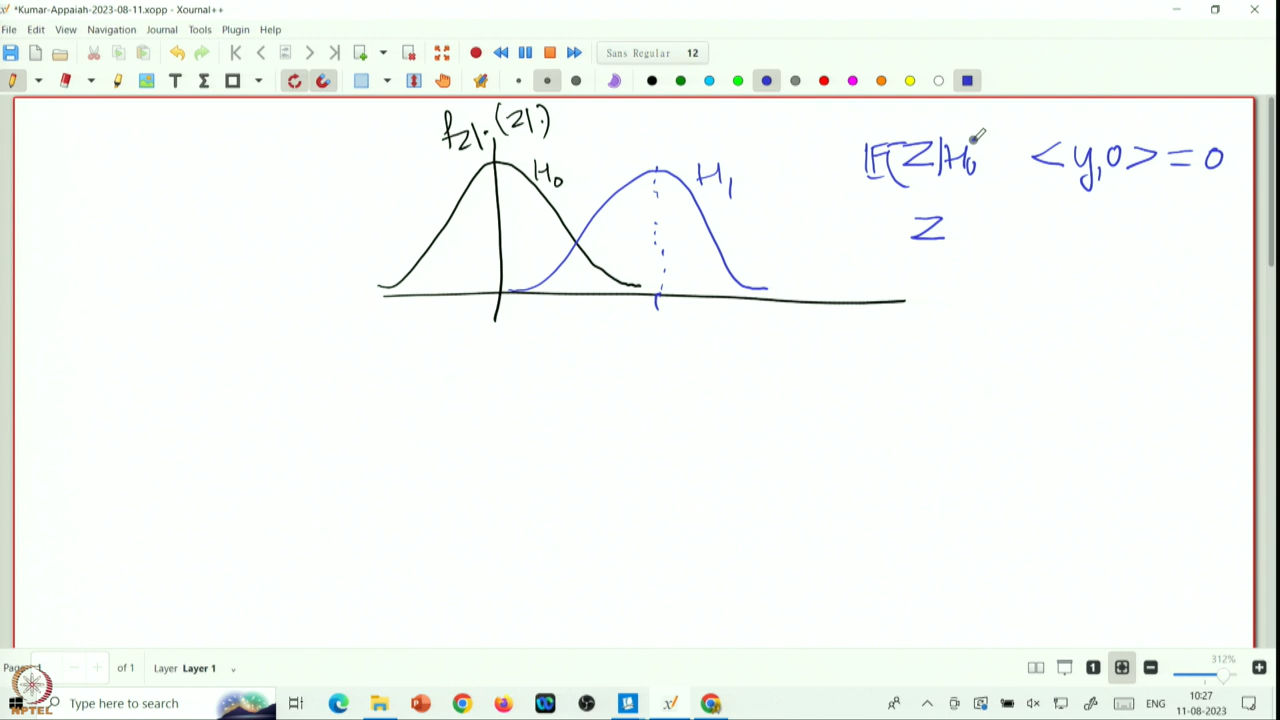 *Kumar-Appaiah-2023-08-11.xopp - Xournal++
File Edit View Navigation Journal Tools Plugin Help
Sans Regular 12
f_{Z|.}(Z|.)
H_0
H_1
E[Z|H_0
<y,0> = 0
Z
Page 1 of 1 Layer Layer 1
312%
NPTEL
Type here to search
ENG
10:27
11-08-2023